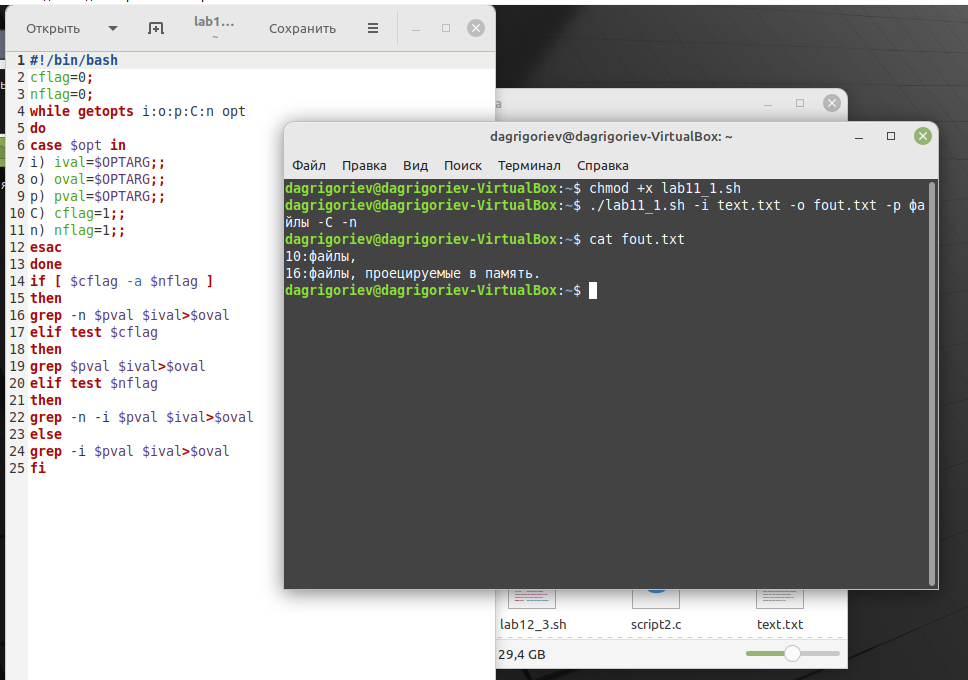 Открыть
lab1...
~
Сохранить
1 #!/bin/bash
2 cflag=0;
3 nflag=0;
4 while getopts i:o:p:C:n opt
5 do
6 case $opt in
7 i) ival=$OPTARG;;
8 o) oval=$OPTARG;;
9 p) pval=$OPTARG;;
10 C) cflag=1;;
11 n) nflag=1;;
12 esac
13 done
14 if [ $cflag -a $nflag ]
15 then
16 grep -n $pval $ival>$oval
17 elif test $cflag
18 then
19 grep $pval $ival>$oval
20 elif test $nflag
21 then
22 grep -n -i $pval $ival>$oval
23 else
24 grep -i $pval $ival>$oval
25 fi
dagrigoriev@dagrigoriev-VirtualBox: ~
Файл Правка Вид Поиск Терминал Справка
dagrigoriev@dagrigoriev-VirtualBox:~$ chmod +x lab11_1.sh
dagrigoriev@dagrigoriev-VirtualBox:~$ ./lab11_1.sh -i text.txt -o fout.txt -p фа
йлы -C -n
dagrigoriev@dagrigoriev-VirtualBox:~$ cat fout.txt
10:файлы,
16:файлы, проецируемые в память.
dagrigoriev@dagrigoriev-VirtualBox:~$
lab12_3.sh script2.c text.txt
29,4 GB